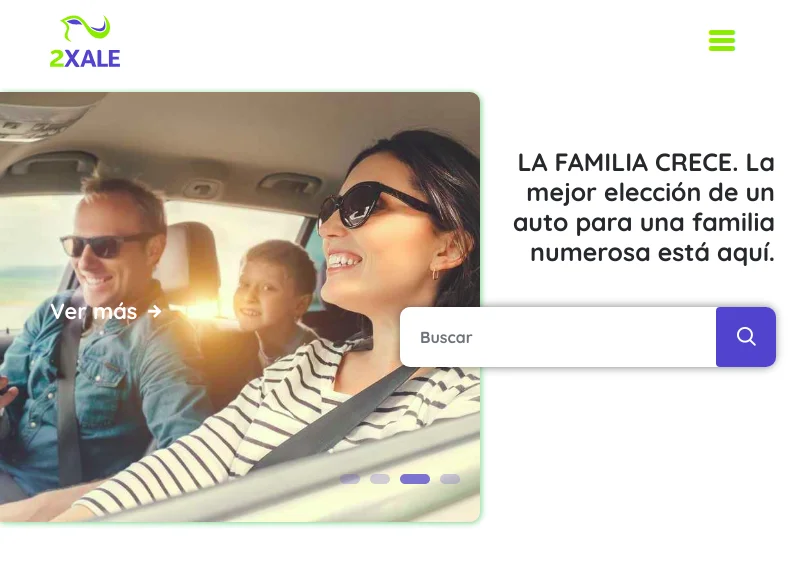 2XALE
LA FAMILIA CRECE. La
mejor elección de un
auto para una familia
numerosa está aquí.
Ver más →
Buscar